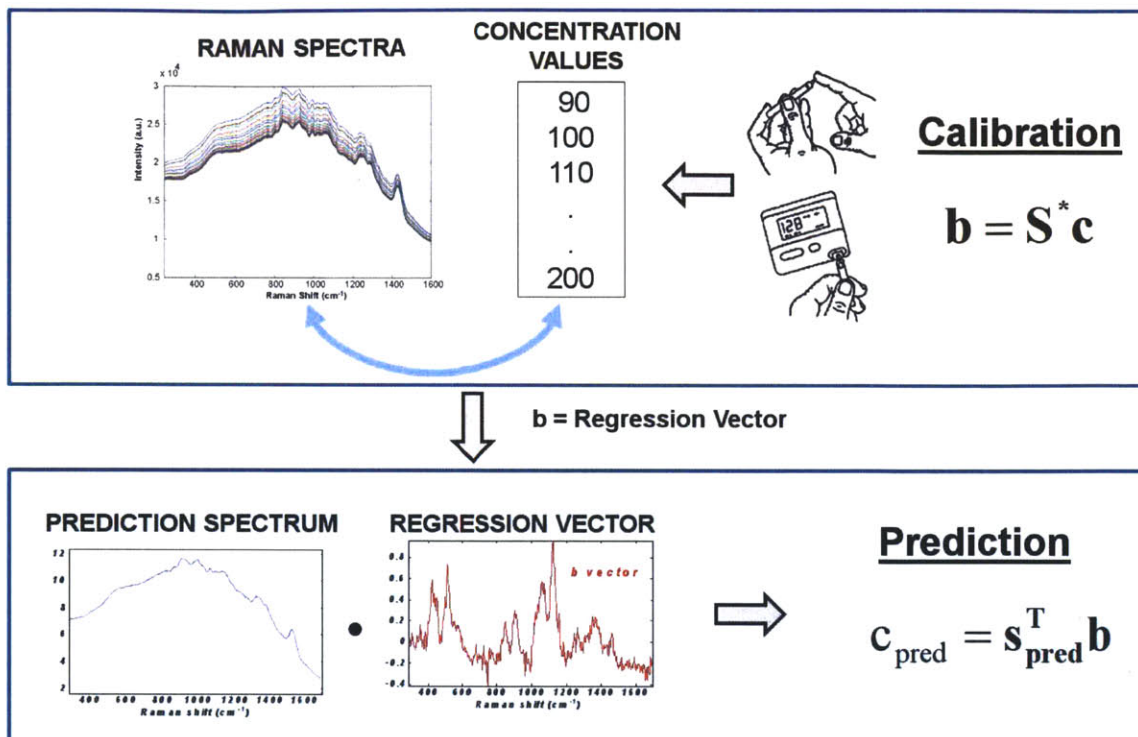 RAMAN SPECTRA
x 10⁴
3
2.5
2
1.5
1
0.5
Intensity (a.u.)
400 600 800 1000 1200 1400 1600
Raman Shift (cm⁻¹)
CONCENTRATION
VALUES
90
100
110
.
.
200
128
Calibration
b = S*c
b = Regression Vector
PREDICTION SPECTRUM
12
10
8
6
4
2
400 600 800 1000 1200 1400 1600
Raman shift (cm⁻¹)
•
REGRESSION VECTOR
b vector
0.8
0.6
0.4
0.2
0
-0.2
-0.4
400 600 800 1000 1200 1400 1600
Raman shift (cm⁻¹)
Prediction
c_pred = s_pred^T b